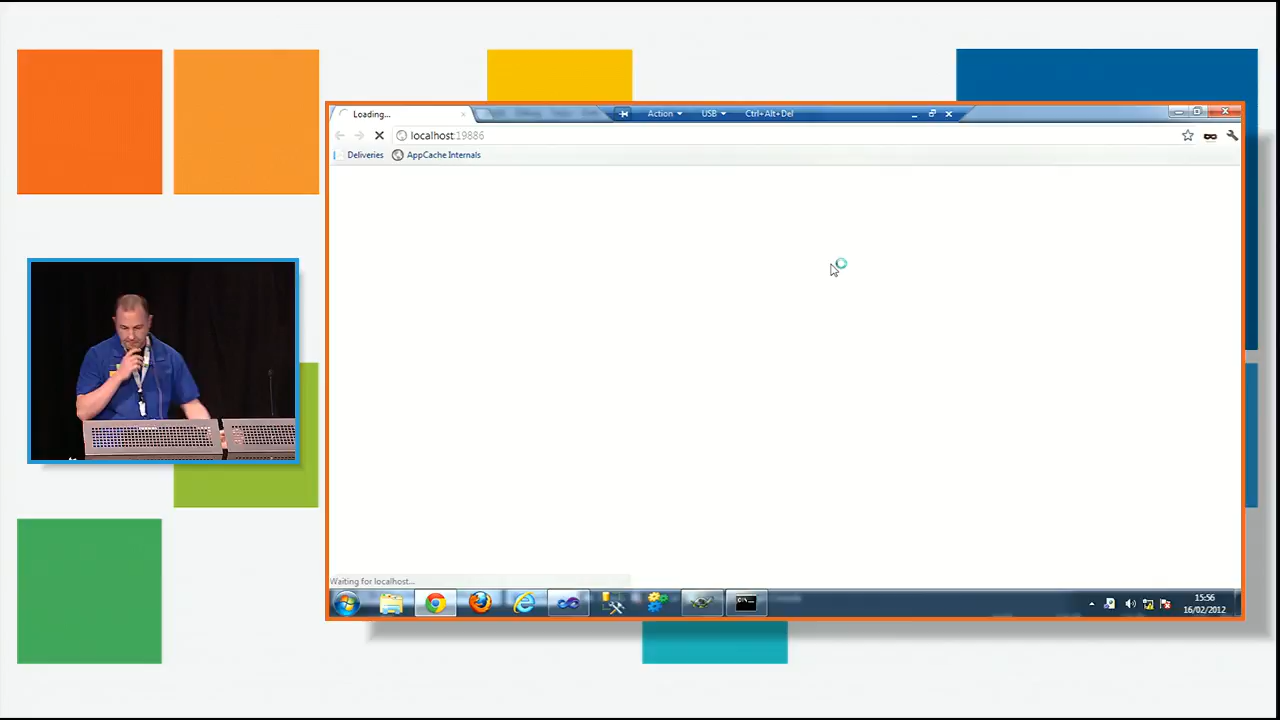 Loading...
Action
USB
Ctrl+Alt+Del
localhost:19886
Deliveries
AppCache Internals
Waiting for localhost...
15:56
16/02/2012